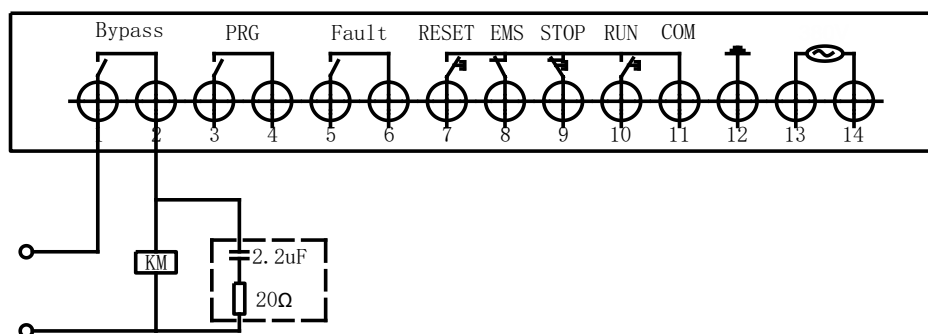 Bypass PRG Fault RESET EMS STOP RUN COM
1 2 3 4 5 6 7 8 9 10 11 12 13 14
KM 2.2uF
20Ω